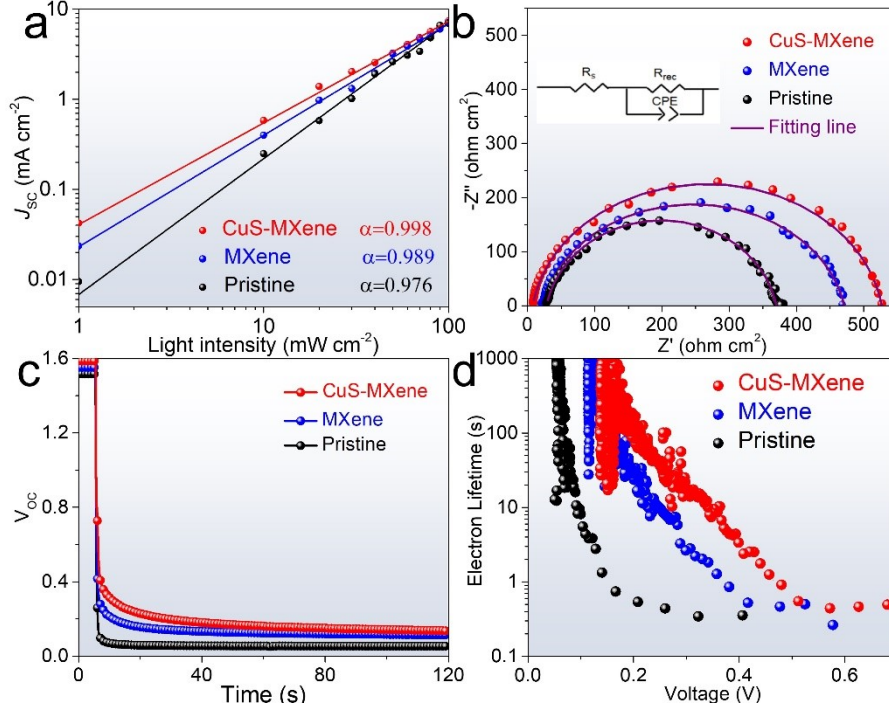 a
10
1
0.1
0.01
J_SC (mA cm⁻²)
CuS-MXene α=0.998
MXene α=0.989
Pristine α=0.976
1 10 100
Light intensity (mW cm⁻²)
b
500
400
300
200
100
0
-Z'' (ohm cm²)
R_s R_rec
CPE
CuS-MXene
MXene
Pristine
Fitting line
0 100 200 300 400 500
Z' (ohm cm²)
c
1.6
1.2
0.8
0.4
0.0
V_OC
CuS-MXene
MXene
Pristine
0 40 80 120
Time (s)
d
1000
100
10
1
0.1
Electron Lifetime (s)
CuS-MXene
MXene
Pristine
0.0 0.2 0.4 0.6
Voltage (V)